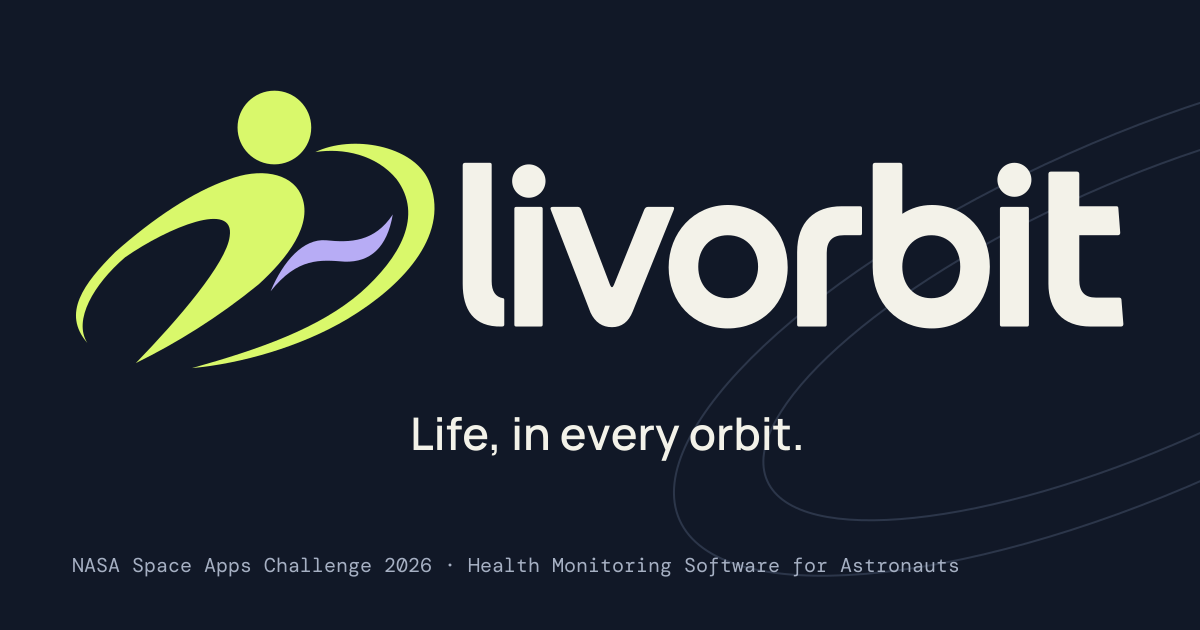 livorbit
Life, in every orbit.
NASA Space Apps Challenge 2026 · Health Monitoring Software for Astronauts